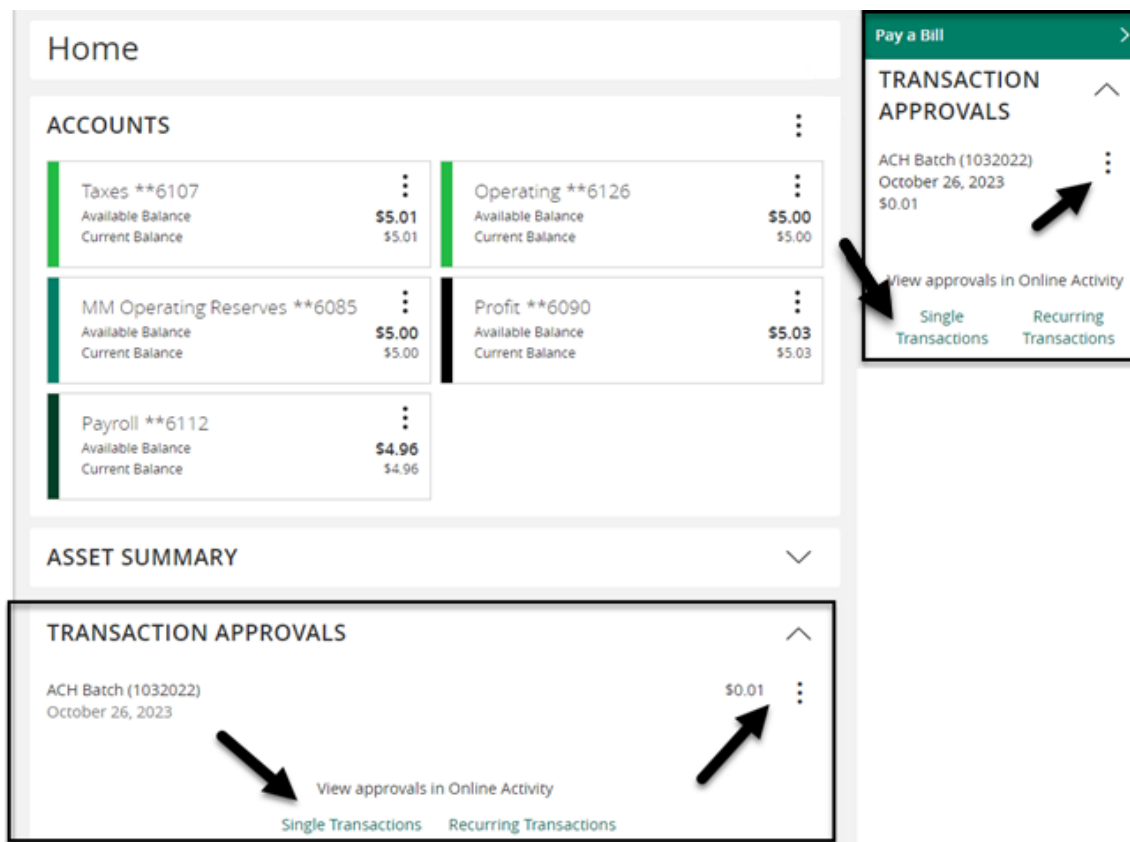 Home
ACCOUNTS
Taxes **6107
Available Balance $5.01
Current Balance $5.01
Operating **6126
Available Balance $5.00
Current Balance $5.00
MM Operating Reserves **6085
Available Balance $5.00
Current Balance $5.00
Profit **6090
Available Balance $5.03
Current Balance $5.03
Payroll **6112
Available Balance $4.96
Current Balance $4.96
ASSET SUMMARY
TRANSACTION APPROVALS
ACH Batch (1032022) $0.01
October 26, 2023
View approvals in Online Activity
Single Transactions Recurring Transactions
Pay a Bill
TRANSACTION
APPROVALS
ACH Batch (1032022)
October 26, 2023
$0.01
View approvals in Online Activity
Single Recurring
Transactions Transactions